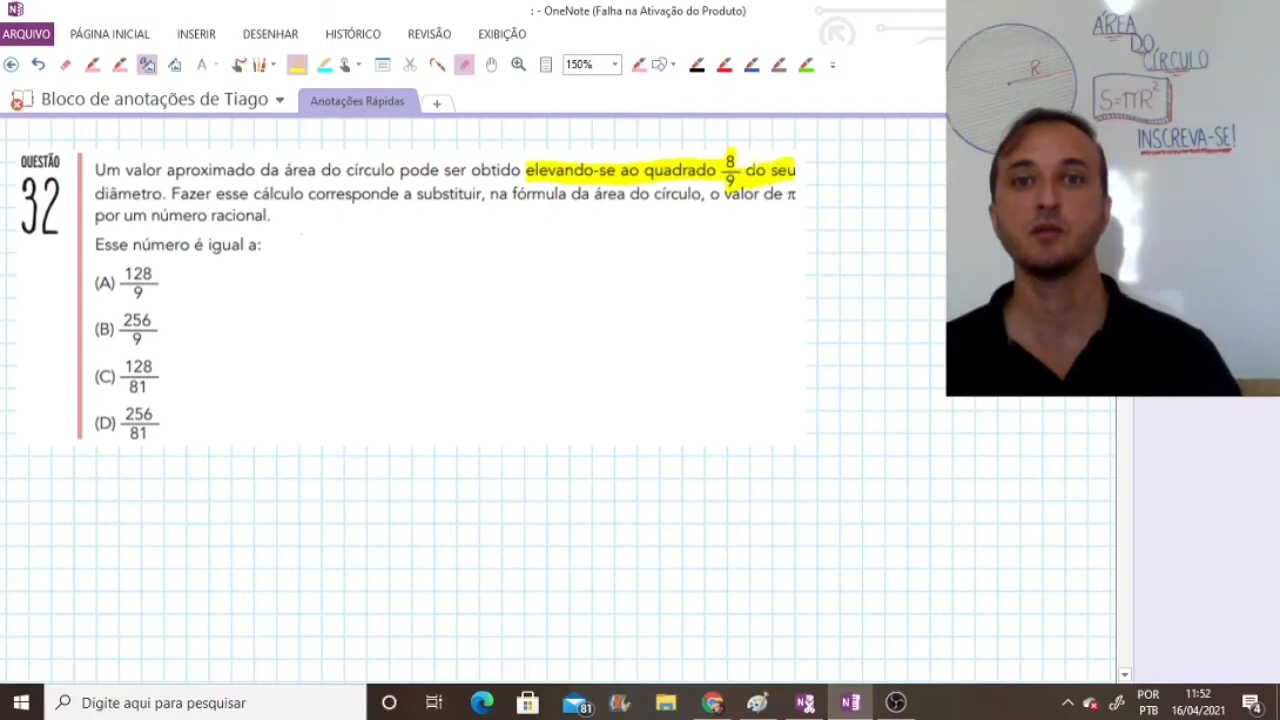 : - OneNote (Falha na Ativação do Produto)
ARQUIVO PÁGINA INICIAL INSERIR DESENHAR HISTÓRICO REVISÃO EXIBIÇÃO
150%
Bloco de anotações de Tiago
Anotações Rápidas
QUESTÃO
32
Um valor aproximado da área do círculo pode ser obtido elevando-se ao quadrado 8/9 do seu
diâmetro. Fazer esse cálculo corresponde a substituir, na fórmula da área do círculo, o valor de π
por um número racional.
Esse número é igual a:
(A) 128/9
(B) 256/9
(C) 128/81
(D) 256/81
R
ÁREA
DO
CÍRCULO
S=πR²
INSCREVA-SE!
Digite aqui para pesquisar
81
POR
PTB
11:52
16/04/2021
4